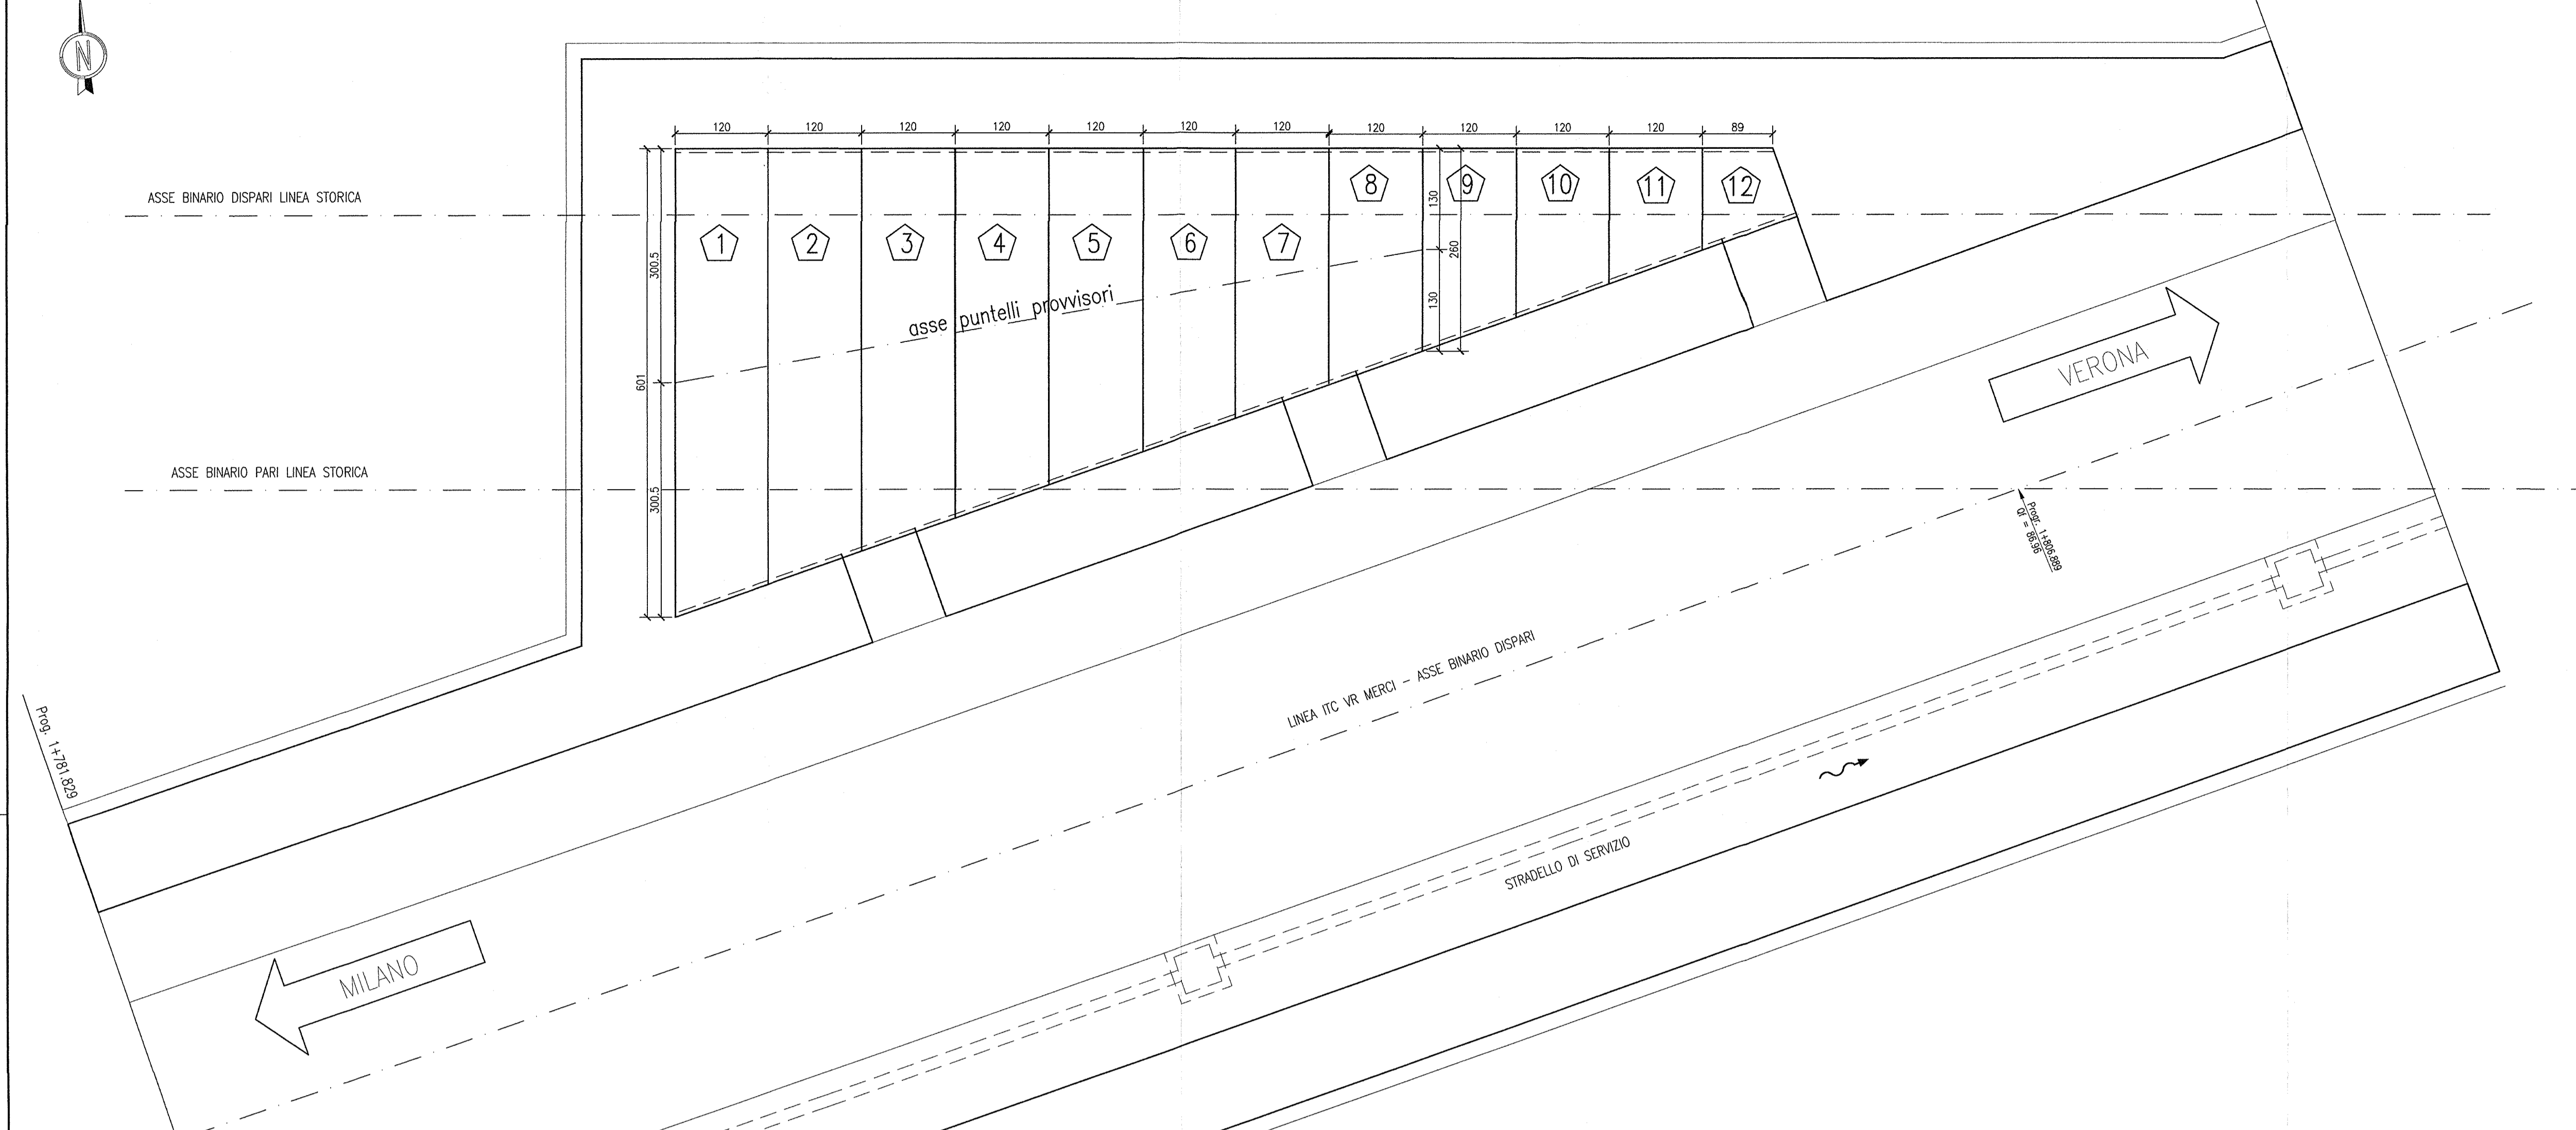 N
120 120 120 120 120 120 120 120 120 120 120 89
ASSE BINARIO DISPARI LINEA STORICA
8 9 10 11 12
130
1 2 3 4 5 6 7
260
300.5
130
asse puntelli provvisori
601
VERONA
ASSE BINARIO PARI LINEA STORICA
300.5
Progr. 1+806.889
Qf = 86.96
LINEA ITC VR MERCI - ASSE BINARIO DISPARI
Prog. 1+781.829
STRADELLO DI SERVIZIO
MILANO